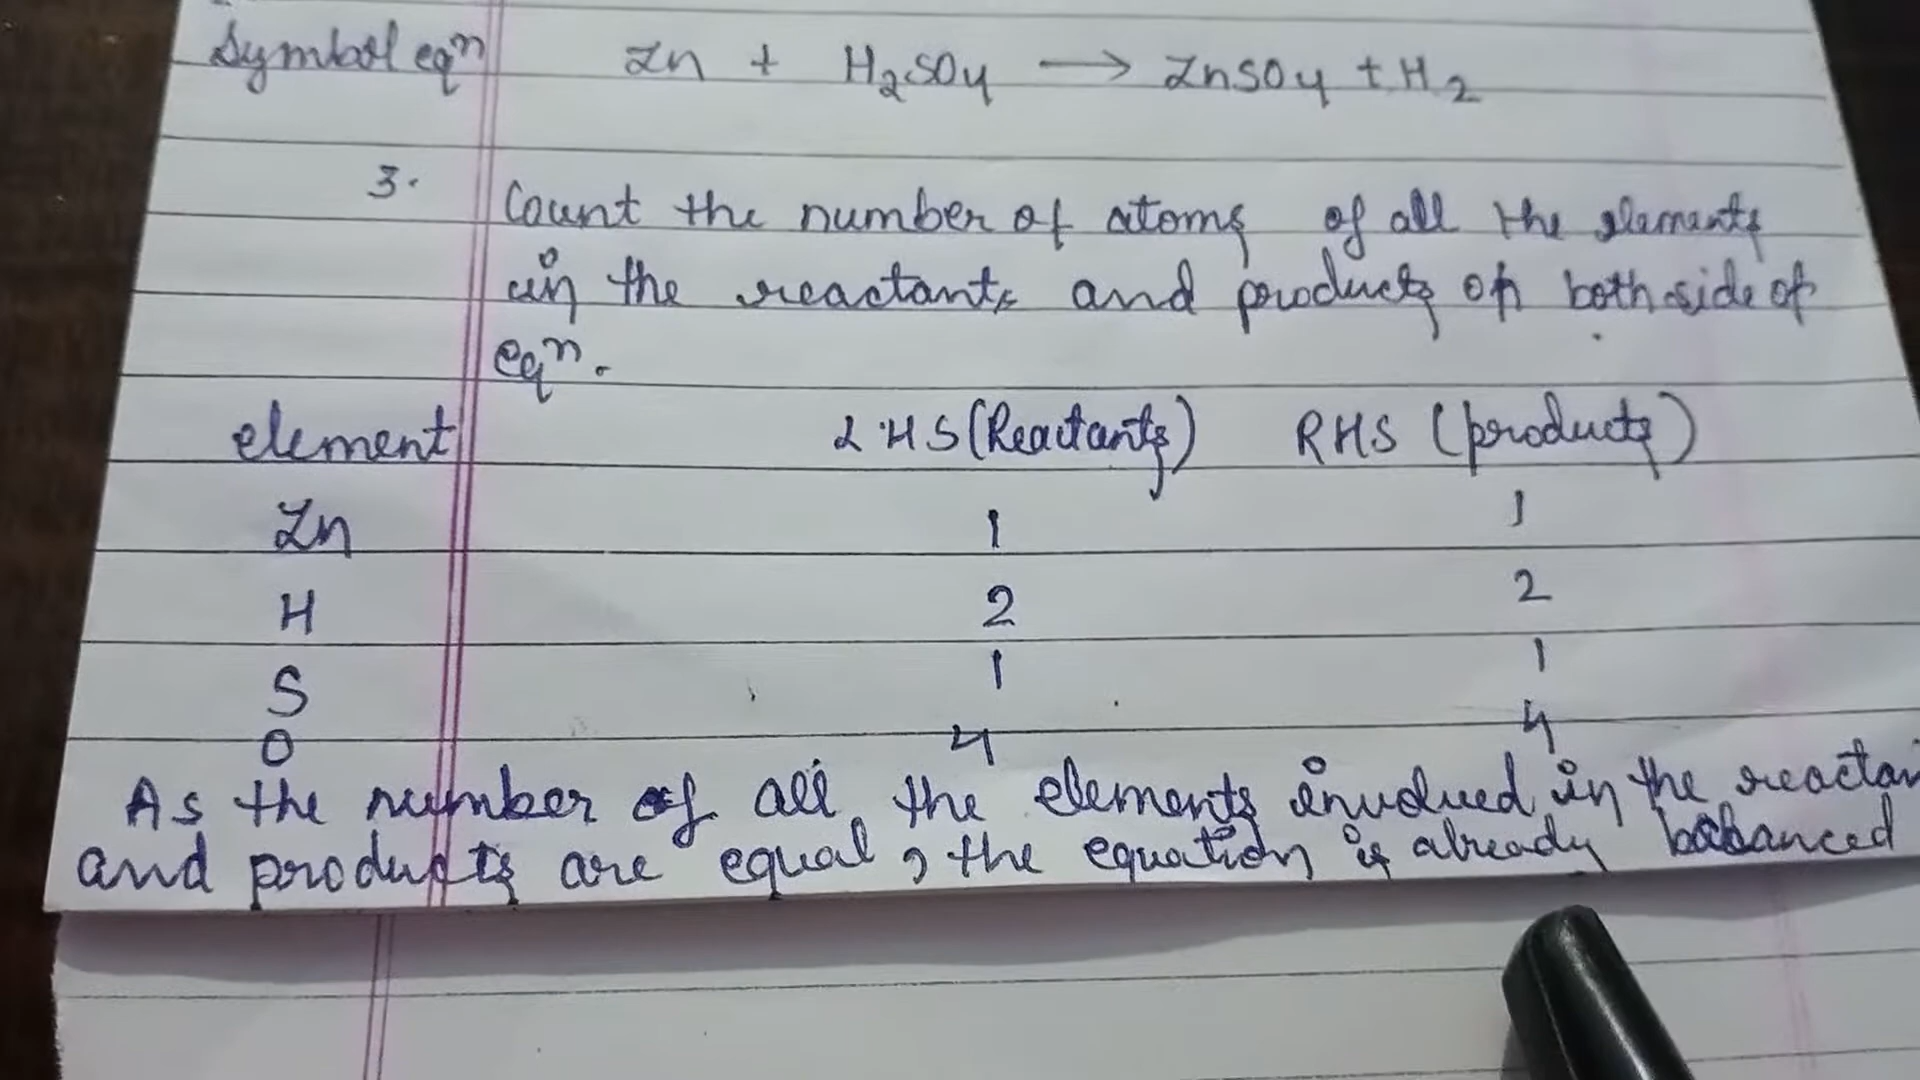 Symbol eqⁿ Zn + H₂SO₄ → ZnSO₄ + H₂
3. Count the number of atoms of all the elements
in the reactants and products on both side of
eqⁿ.
element LHS (Reactants) RHS (products)
Zn 1 1
H 2 2
S 1 1
O 4 4
As the number of all the elements involved in the reactan
and products are equal, the equation is already balanced